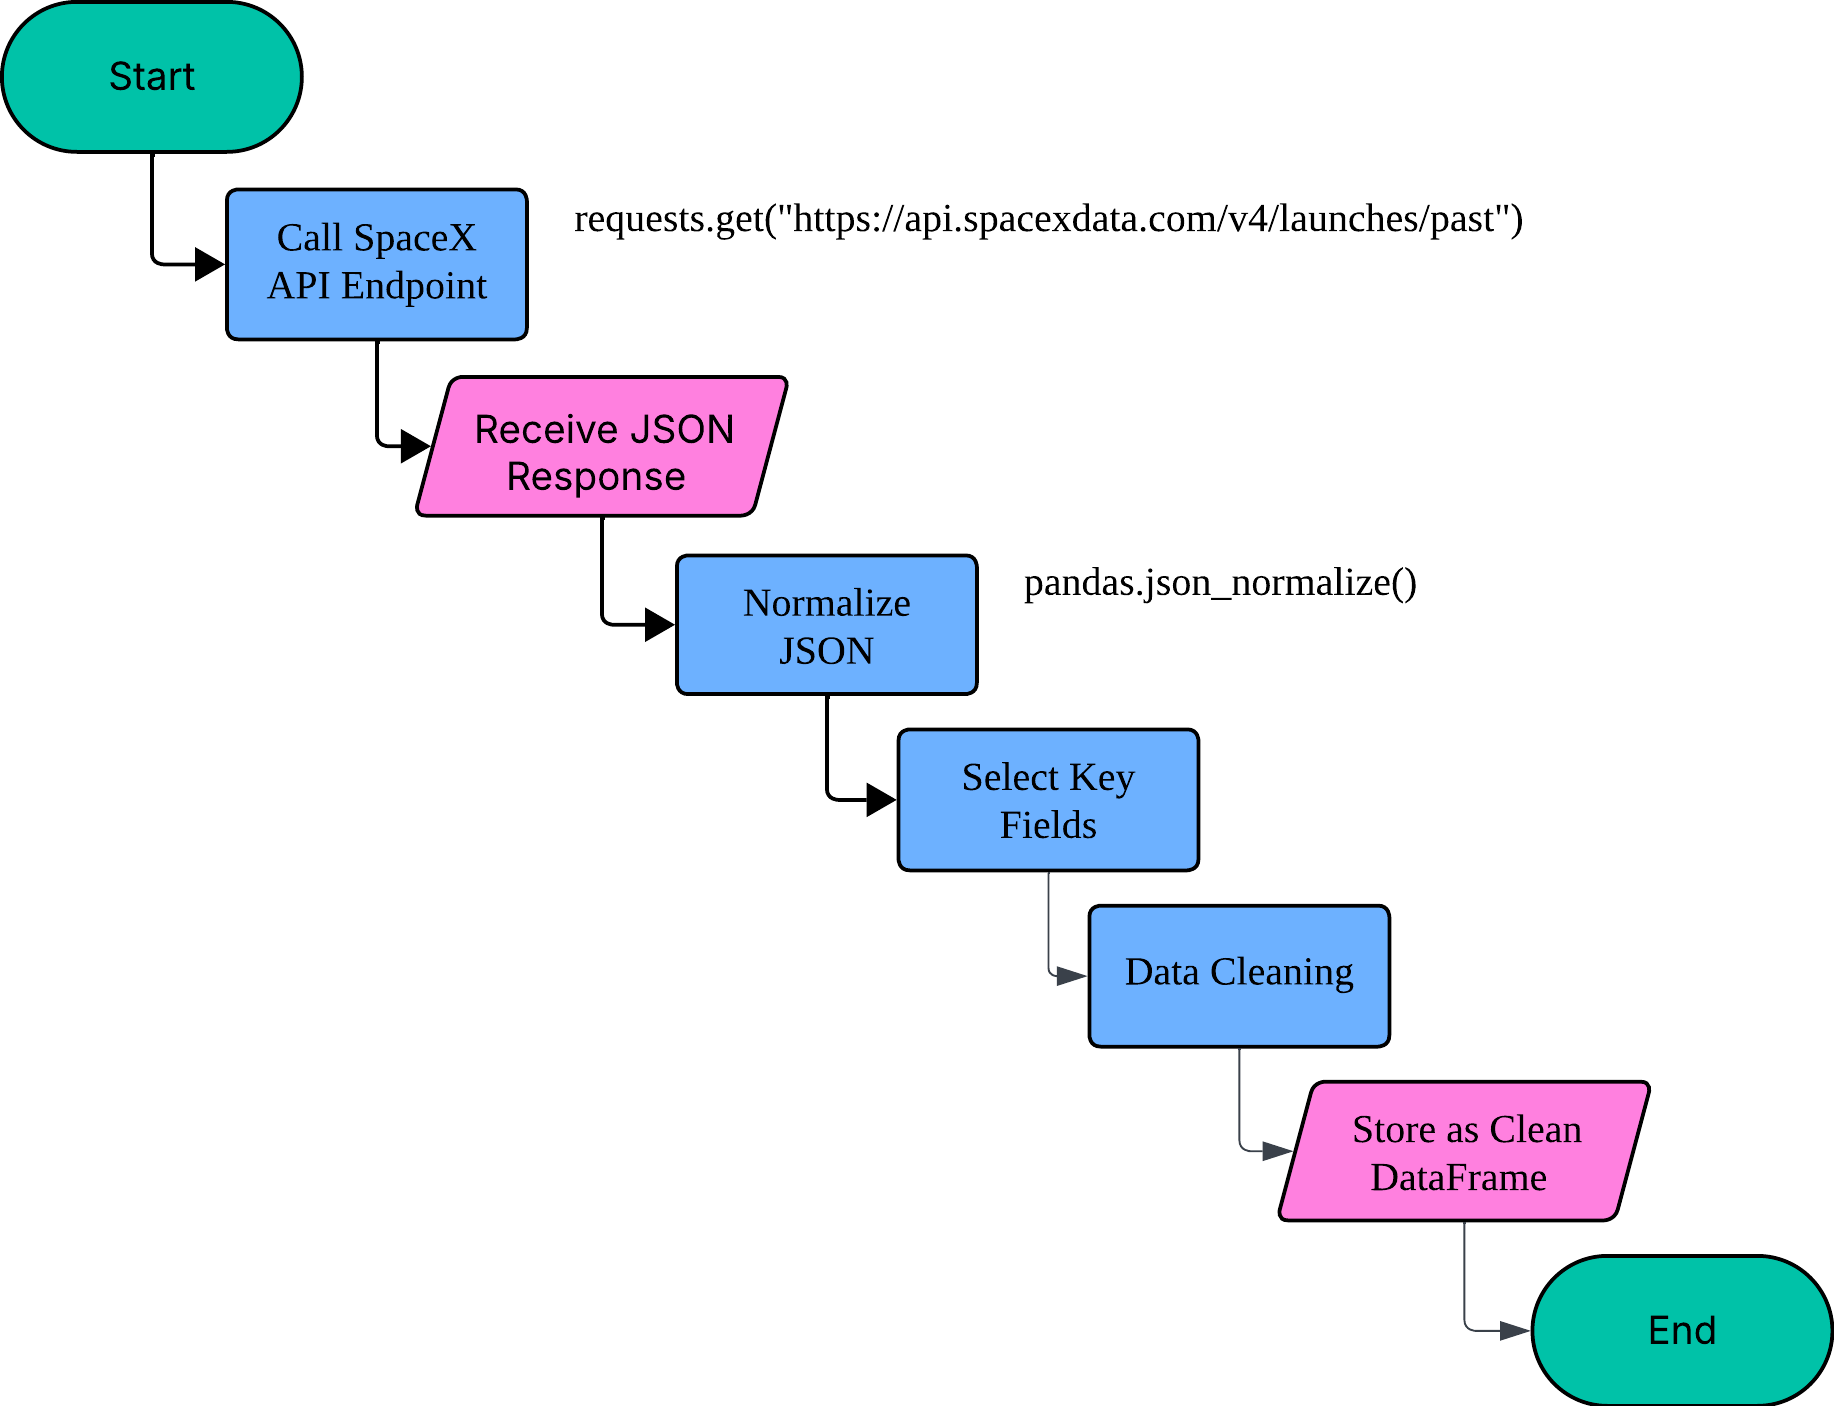 Start
Call SpaceX
API Endpoint
requests.get("https://api.spacexdata.com/v4/launches/past")
Receive JSON
Response
Normalize
JSON
pandas.json_normalize()
Select Key
Fields
Data Cleaning
Store as Clean
DataFrame
End